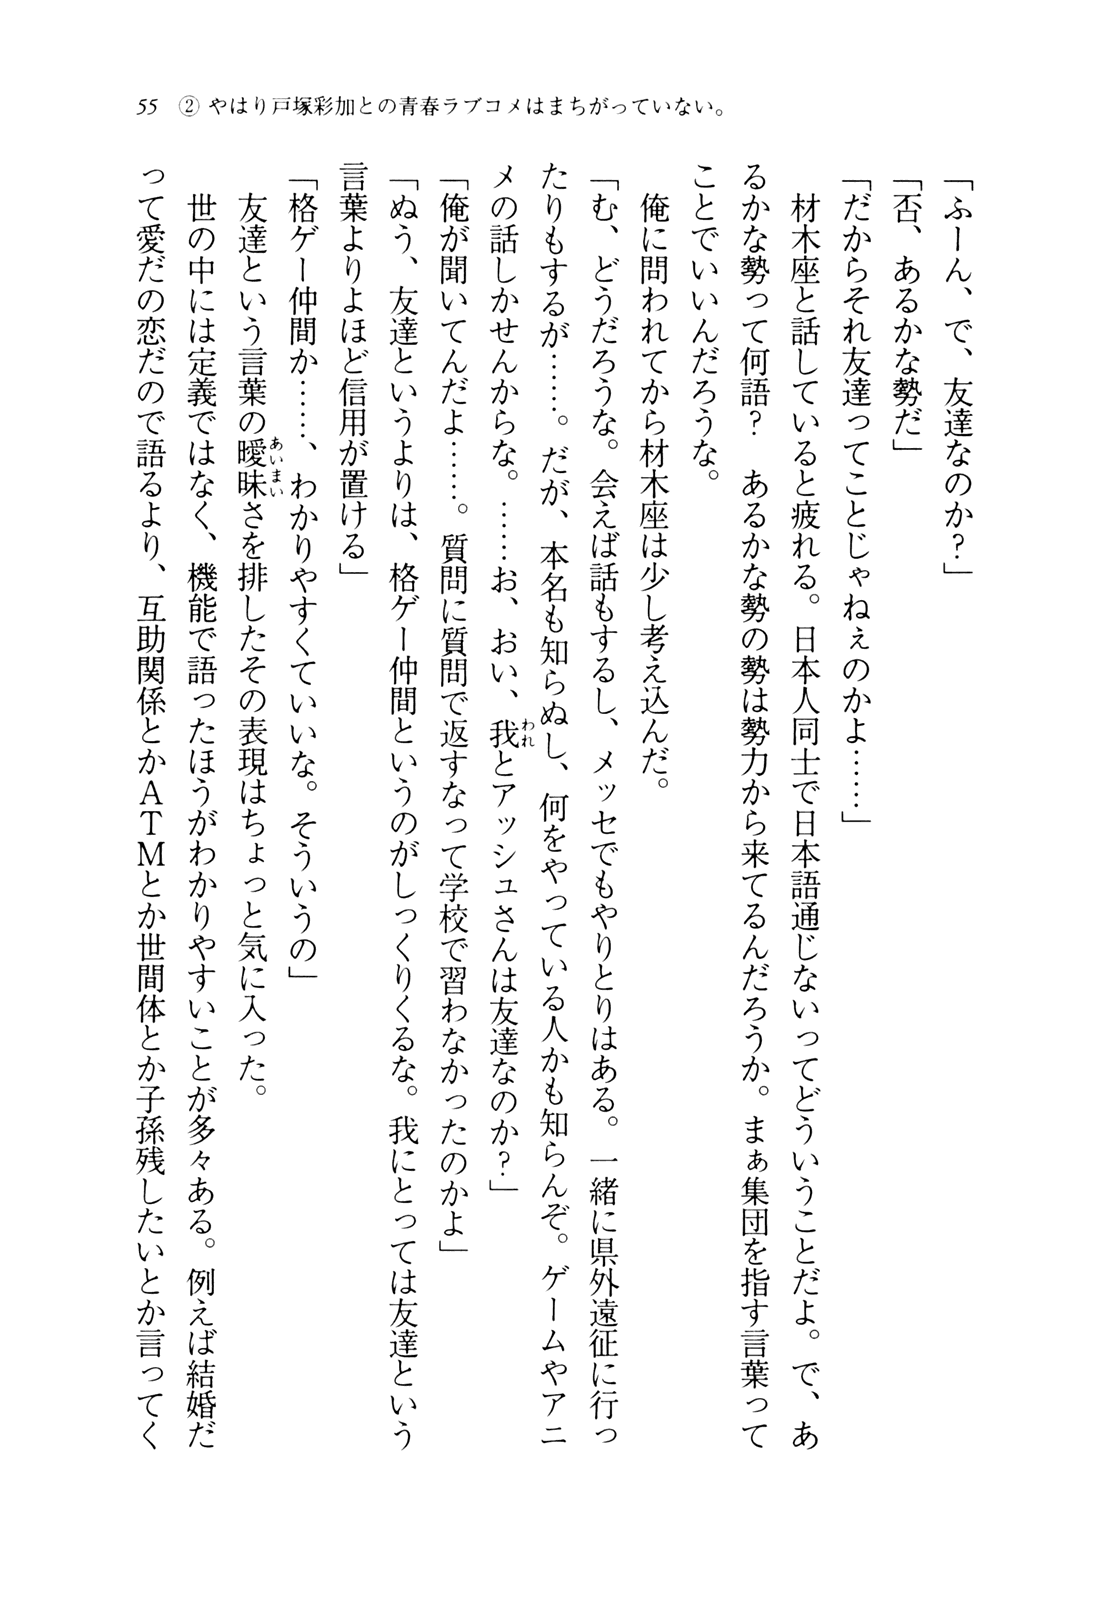 55 ② やはり戸塚彩加との青春ラブコメはまちがっていない。
「ふーん、で、友達なのか？」
「否、あるかな勢だ」
「だからそれ友達ってことじゃねぇのかよ……」
　材木座と話していると疲れる。日本人同士で日本語通じないってどういうことだよ。で、あ
るかな勢って何語？　あるかな勢の勢は勢力から来てるんだろうか。まぁ集団を指す言葉って
ことでいいんだろうな。
　俺に問われてから材木座は少し考え込んだ。
「む、どうだろうな。会えば話もするし、メッセでもやりとりはある。一緒に県外遠征に行っ
たりもするが……。だが、本名も知らぬし、何をやっている人かも知らんぞ。ゲームやアニ
メの話しかせんからな。……お、おい、我とアッシュさんは友達なのか？」
われ
「俺が聞いてんだよ……。質問に質問で返すなって学校で習わなかったのかよ」
「ぬう、友達というよりは、格ゲー仲間というのがしっくりくるな。我にとっては友達という
言葉よりよほど信用が置ける」
「格ゲー仲間か……、わかりやすくていいな。そういうの」
　友達という言葉の曖昧さを排したその表現はちょっと気に入った。
あいまい
　世の中には定義ではなく、機能で語ったほうがわかりやすいことが多々ある。例えば結婚だ
って愛だの恋だので語るより、互助関係とかＡＴＭとか世間体とか子孫残したいとか言ってく